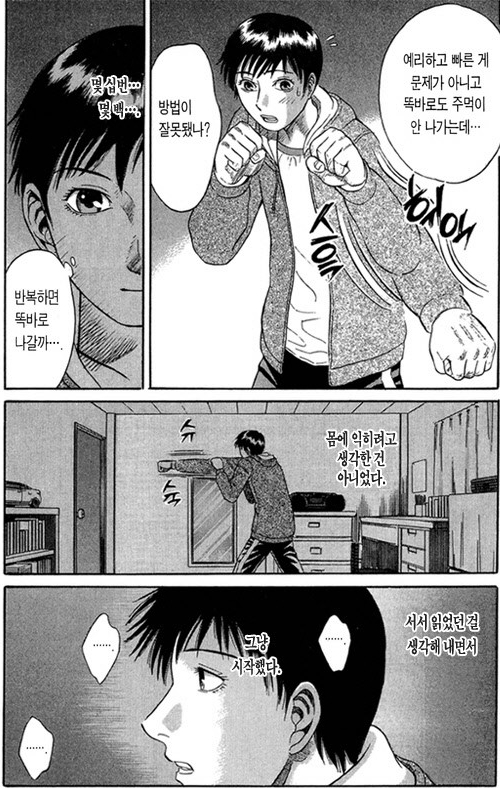 몇 십번…
몇 백….
반복하면
똑바로
나갈까….
방법이
잘못됐나?
예리하고 빠른 게
문제가 아니고
똑바로도 주먹이
안 나가는데…
스윽
슈
슉
몸에 익히려고
생각한 건
아니었다.
서서 읽었던 걸
생각해 내면서
그냥
시작했다.
…….
…….
…….